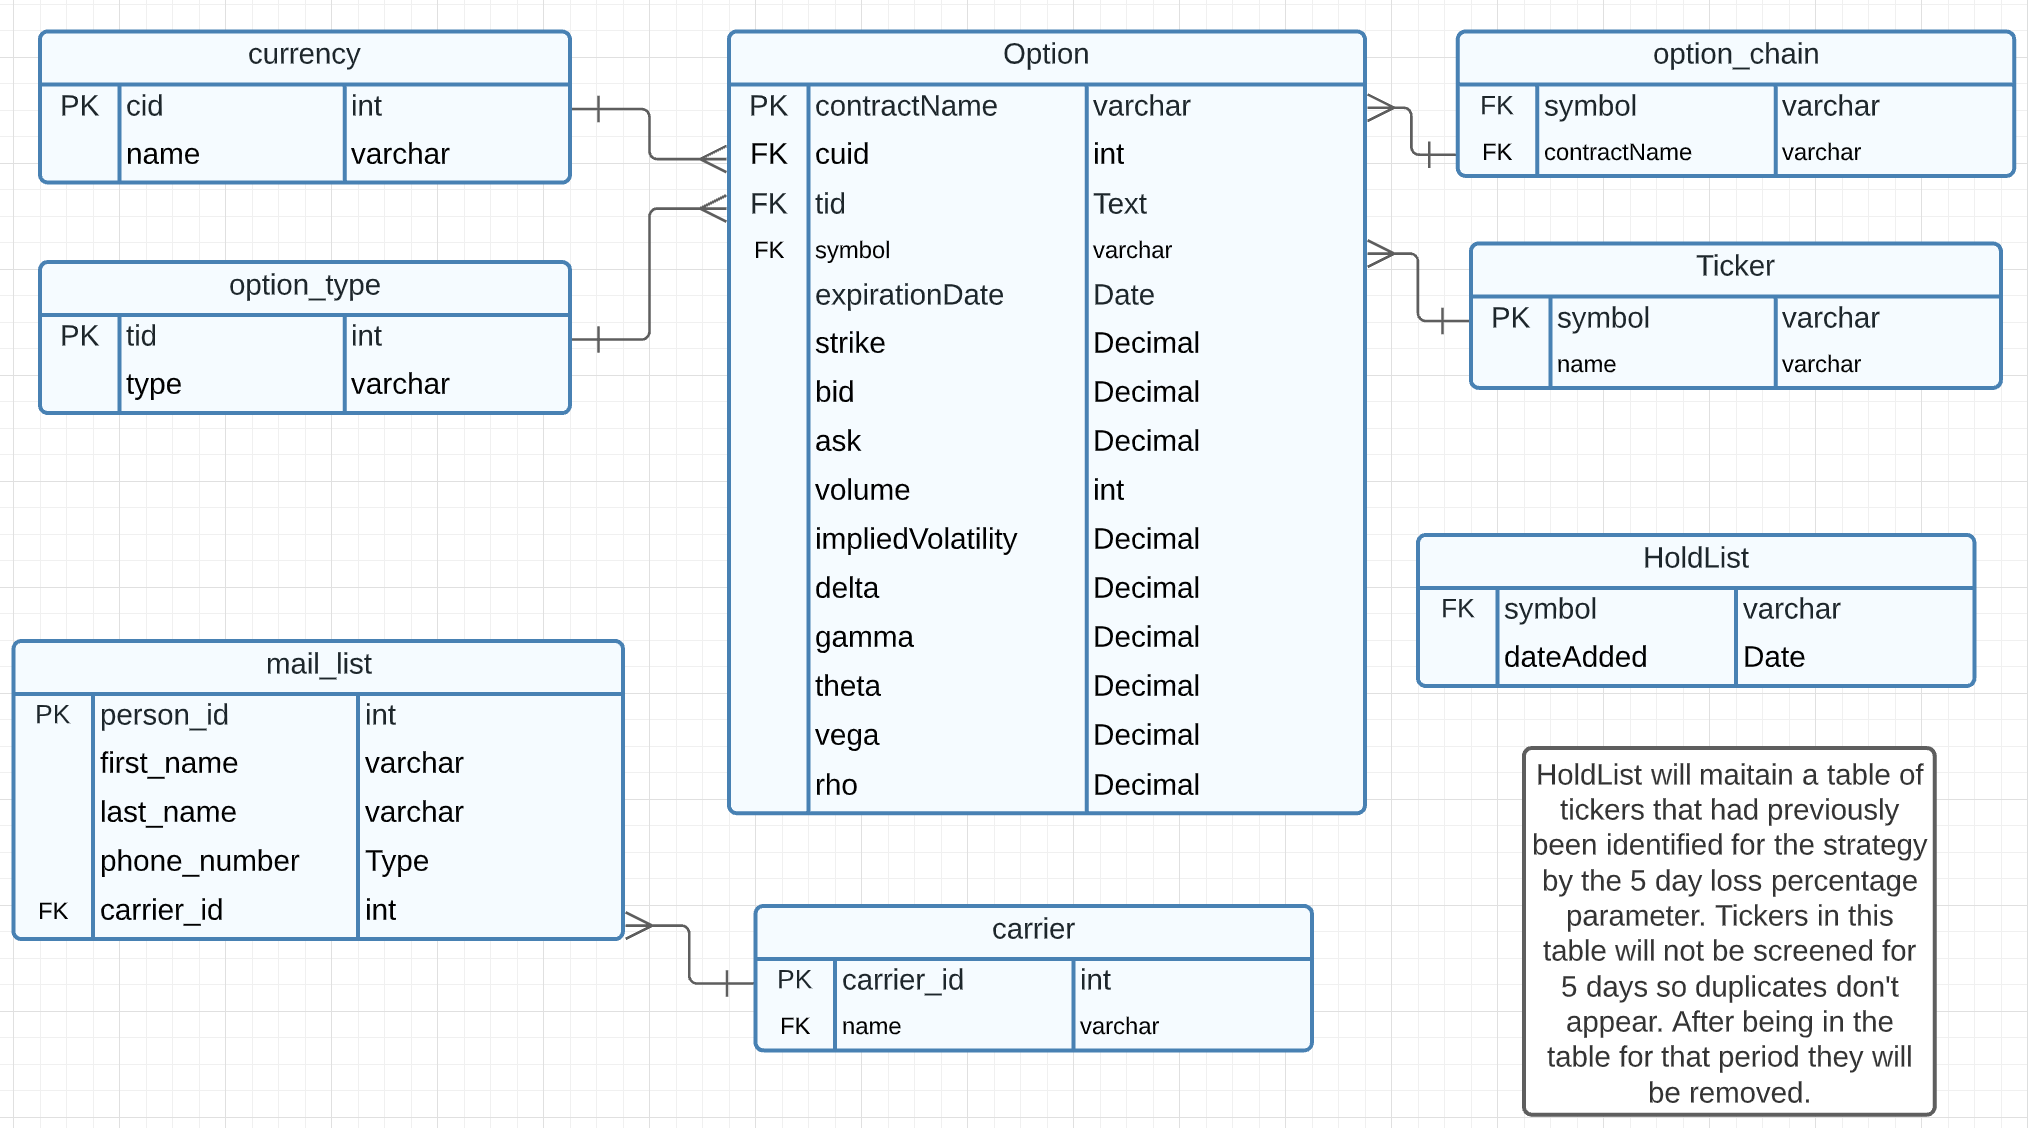 currency
PK cid int
name varchar
option_type
PK tid int
type varchar
Option
PK contractName varchar
FK cuid int
FK tid Text
FK symbol varchar
expirationDate Date
strike Decimal
bid Decimal
ask Decimal
volume int
impliedVolatility Decimal
delta Decimal
gamma Decimal
theta Decimal
vega Decimal
rho Decimal
option_chain
FK symbol varchar
FK contractName varchar
Ticker
PK symbol varchar
name varchar
HoldList
FK symbol varchar
dateAdded Date
mail_list
PK person_id int
first_name varchar
last_name varchar
phone_number Type
FK carrier_id int
carrier
PK carrier_id int
FK name varchar
HoldList will maitain a table of
tickers that had previously
been identified for the strategy
by the 5 day loss percentage
parameter. Tickers in this
table will not be screened for
5 days so duplicates don't
appear. After being in the
table for that period they will
be removed.